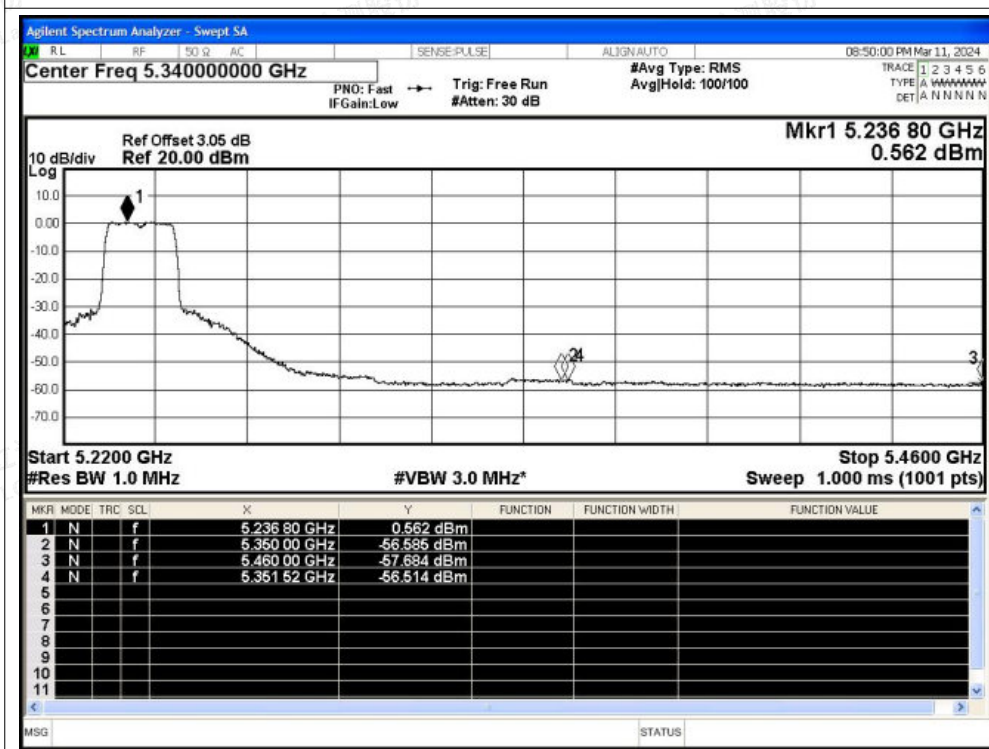 Agilent Spectrum Analyzer - Swept SA
RL RF 50 Ω AC SENSE:PULSE ALIGN AUTO 08:50:00 PM Mar 11, 2024
Center Freq 5.340000000 GHz
PNO: Fast
IFGain:Low
Trig: Free Run
#Atten: 30 dB
#Avg Type: RMS
Avg|Hold: 100/100
TRACE 1 2 3 4 5 6
TYPE A WWWWW
DET A N N N N N
Mkr1 5.236 80 GHz
0.562 dBm
Ref Offset 3.05 dB
10 dB/div Ref 20.00 dBm
Log
1
10.0
0.00
-10.0
-20.0
-30.0
-40.0
24
3
-50.0
-60.0
-70.0
Start 5.2200 GHz Stop 5.4600 GHz
#Res BW 1.0 MHz #VBW 3.0 MHz* Sweep 1.000 ms (1001 pts)
MKR MODE TRC SCL X Y FUNCTION FUNCTION WIDTH FUNCTION VALUE
1 N f 5.236 80 GHz 0.562 dBm
2 N f 5.350 00 GHz -56.585 dBm
3 N f 5.460 00 GHz -57.684 dBm
4 N f 5.351 52 GHz -56.514 dBm
5
6
7
8
9
10
11
MSG STATUS